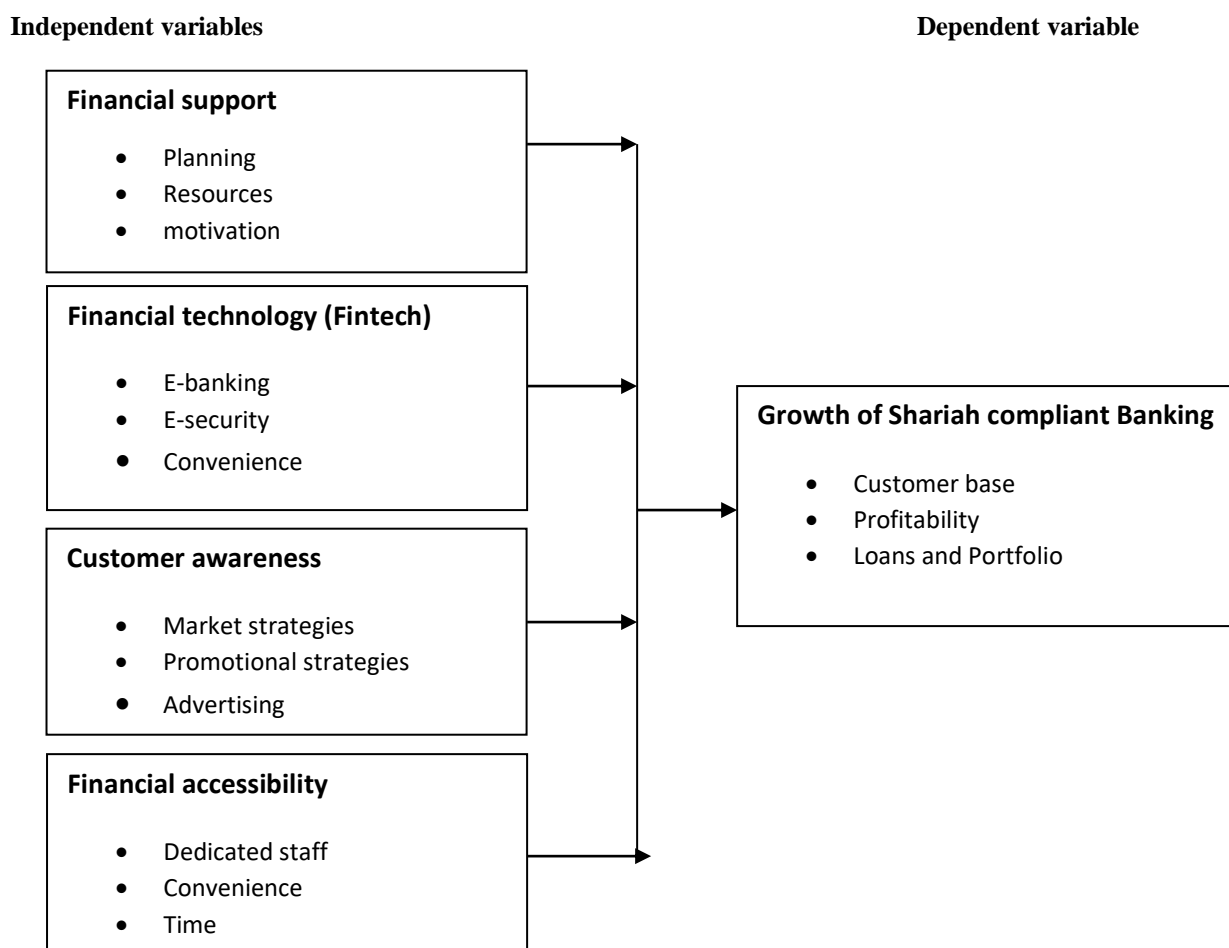 Independent variables
Dependent variable
Financial support
• Planning
• Resources
• motivation
Financial technology (Fintech)
• E-banking
• E-security
• Convenience
Customer awareness
• Market strategies
• Promotional strategies
• Advertising
Financial accessibility
• Dedicated staff
• Convenience
• Time
Growth of Shariah compliant Banking
• Customer base
• Profitability
• Loans and Portfolio